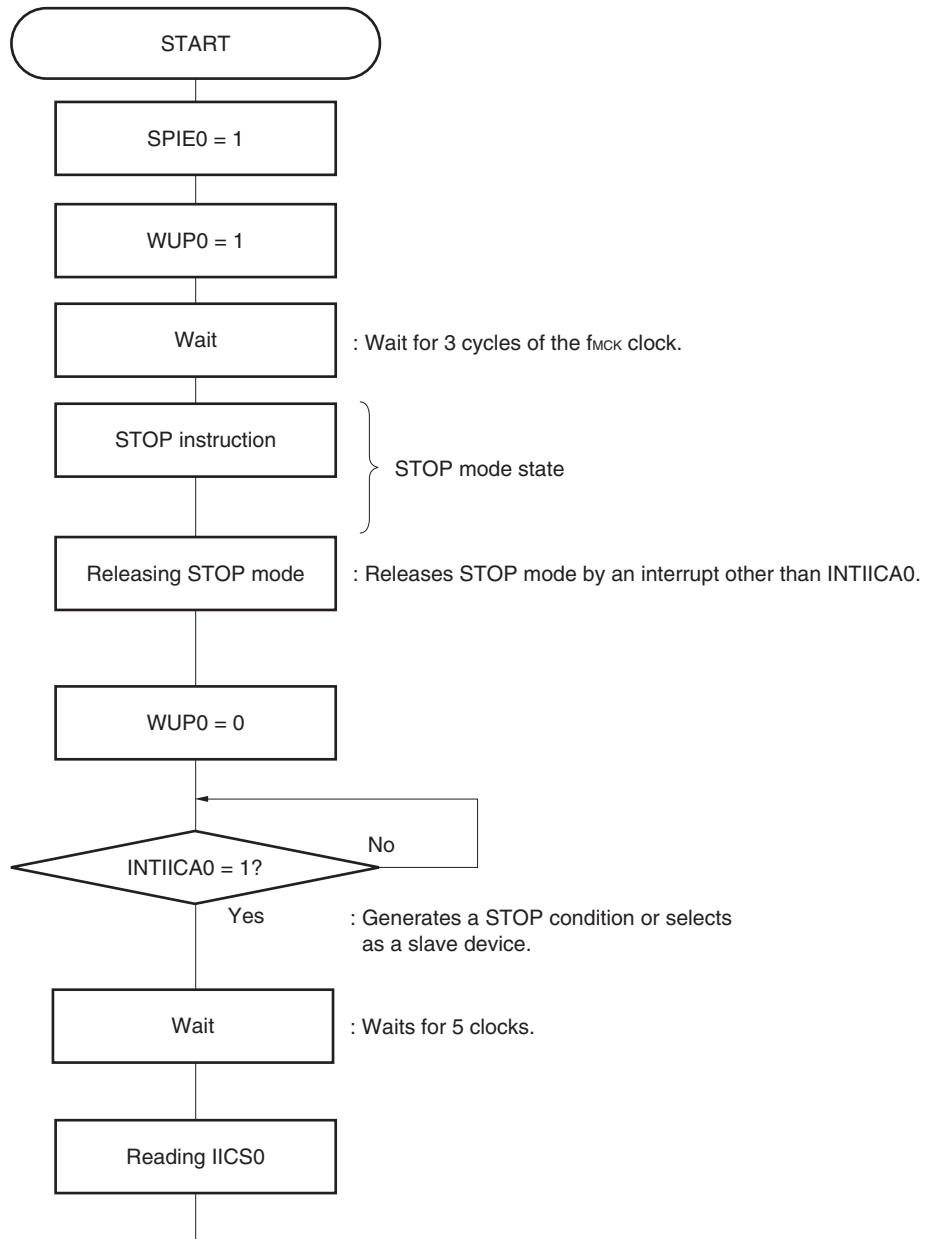 START
SPIE0 = 1
WUP0 = 1
Wait
: Wait for 3 cycles of the fMCK clock.
STOP instruction
STOP mode state
Releasing STOP mode
: Releases STOP mode by an interrupt other than INTIICA0.
WUP0 = 0
No
INTIICA0 = 1?
Yes
: Generates a STOP condition or selects
as a slave device.
Wait
: Waits for 5 clocks.
Reading IICS0